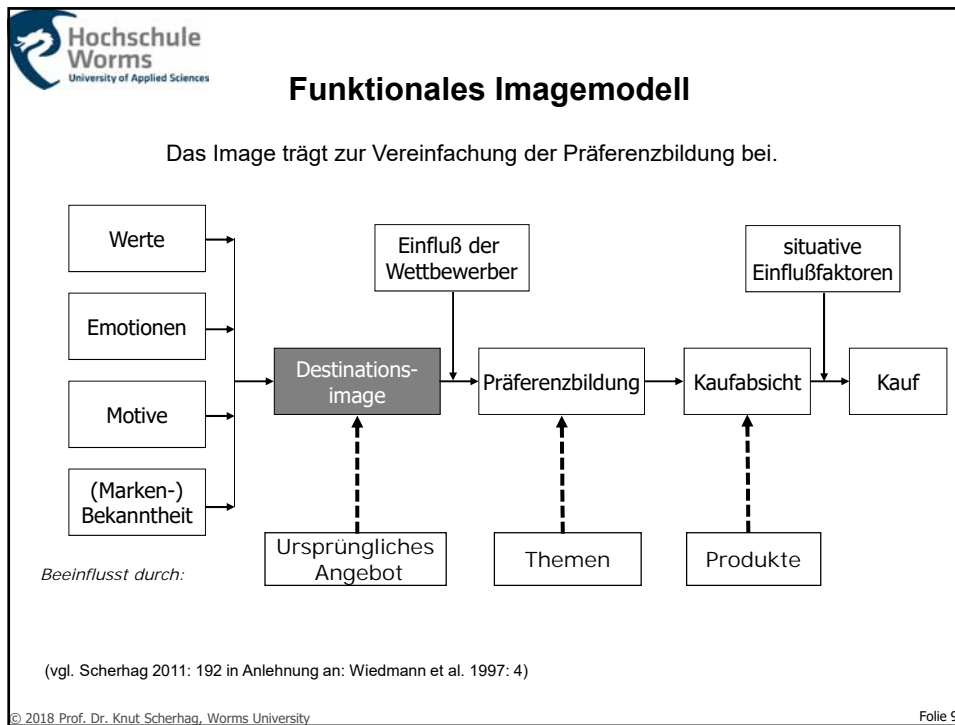 Hochschule
Worms
University of Applied Sciences
Funktionales Imagemodell
Das Image trägt zur Vereinfachung der Präferenzbildung bei.
Werte
Emotionen
Motive
(Marken-)
Bekanntheit
Einfluß der
Wettbewerber
situative
Einflußfaktoren
Destinations-
image
Präferenzbildung
Kaufabsicht
Kauf
Ursprüngliches
Angebot
Themen
Produkte
Beeinflusst durch:
(vgl. Scherhag 2011: 192 in Anlehnung an: Wiedmann et al. 1997: 4)
© 2018 Prof. Dr. Knut Scherhag, Worms University
Folie 9